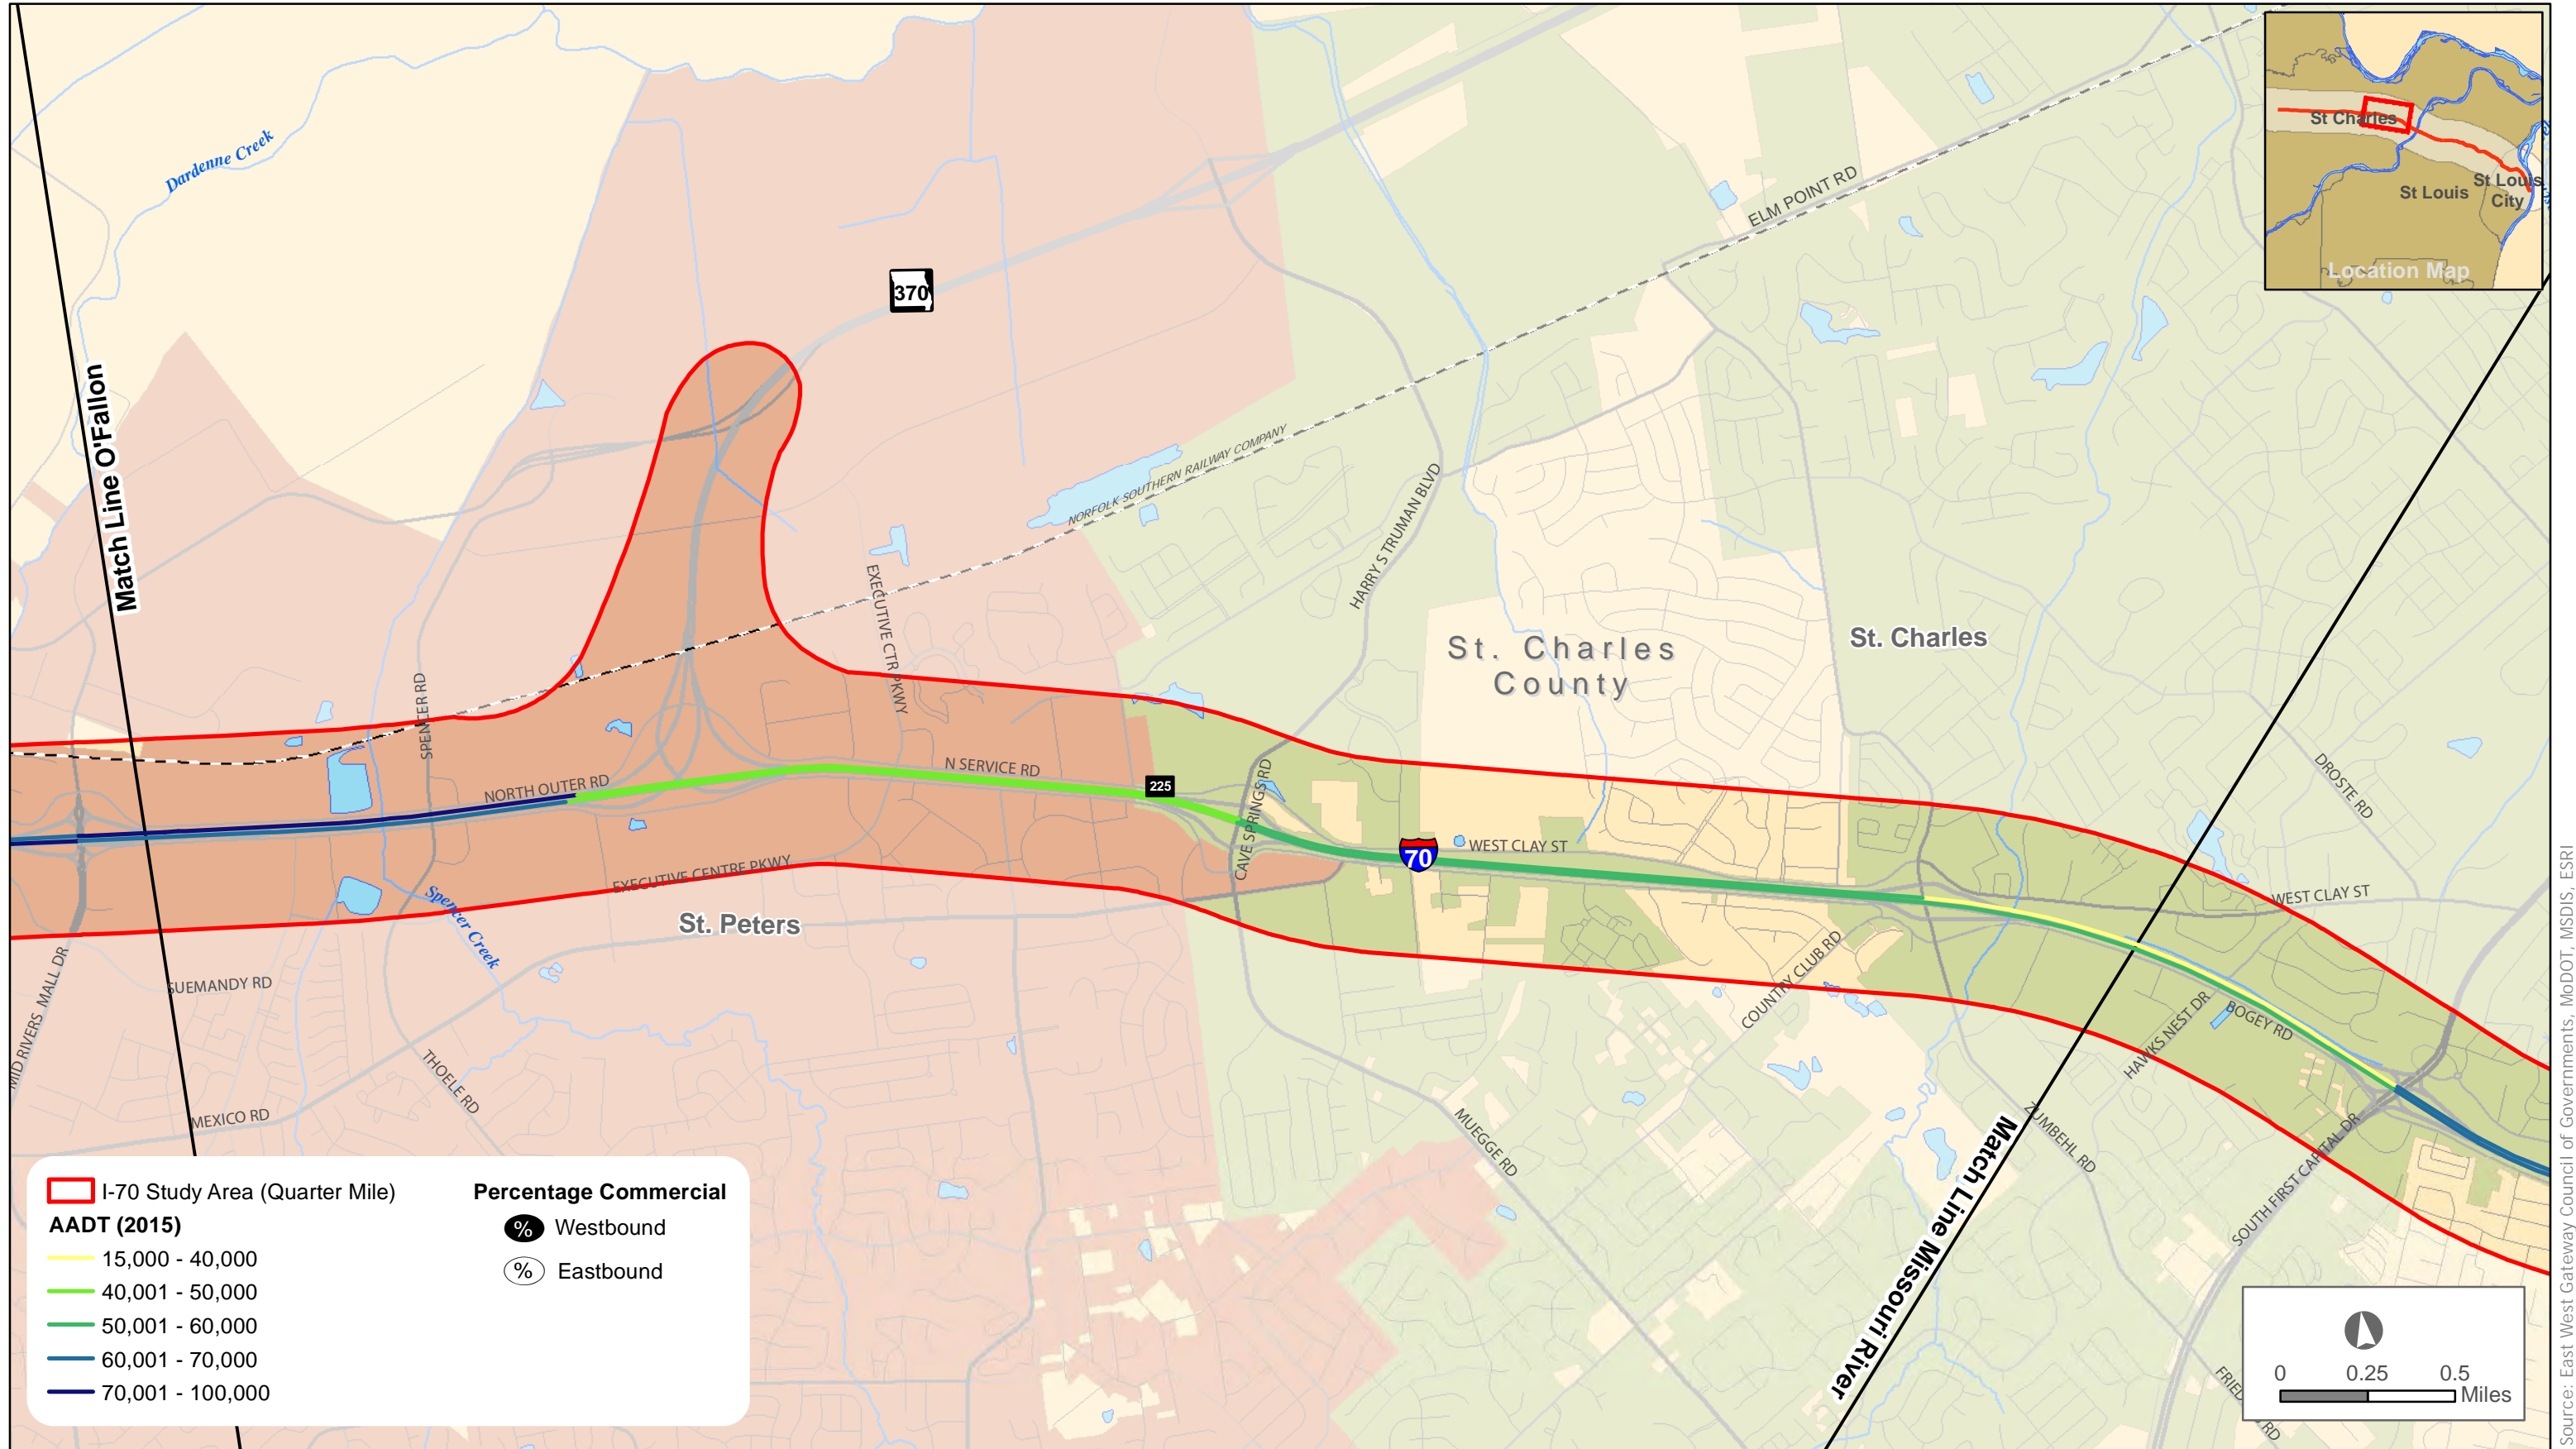 Dardenne Creek
370
ELM POINT RD
St Charles
St Louis
St Louis
City
Location Map
Match Line O'Fallon
NORFOLK SOUTHERN RAILWAY COMPANY
HARRY S TRUMAN BLVD
EXECUTIVE CTR PKWY
SPENCER RD
St. Charles
County
St. Charles
NORTH OUTER RD
N SERVICE RD
225
CAVE SPRINGS RD
70
WEST CLAY ST
DROSTE RD
WEST CLAY ST
EXECUTIVE CENTRE PKWY
St. Peters
Spencer Creek
MID RIVERS MALL DR
SUEMANDY RD
COUNTRY CLUB RD
HAWKS NEST DR
BOGEY RD
THOELE RD
MEXICO RD
MUEGGE RD
ZUMBEHL RD
SOUTH FIRST CAPITAL DR
Match Line Missouri River
I-70 Study Area (Quarter Mile)
AADT (2015)
15,000 - 40,000
40,001 - 50,000
50,001 - 60,000
60,001 - 70,000
70,001 - 100,000
Percentage Commercial
% Westbound
% Eastbound
0 0.25 0.5
Miles
RD
Source: East West Gateway Council of Governments, MoDOT, MSDIS, ESRI